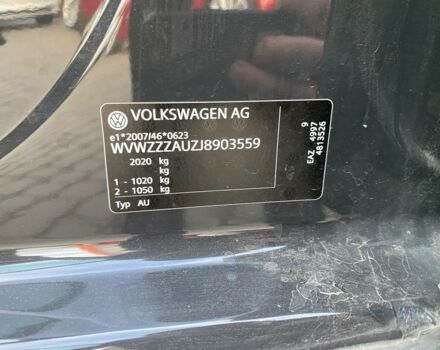 VOLKSWAGEN AG
e1*2007/46*0623
WVWZZZAUZJ8903559
2020 kg
kg
1 - 1020 kg
2 - 1050 kg
Typ AU
9
EAZ 4997
4813526